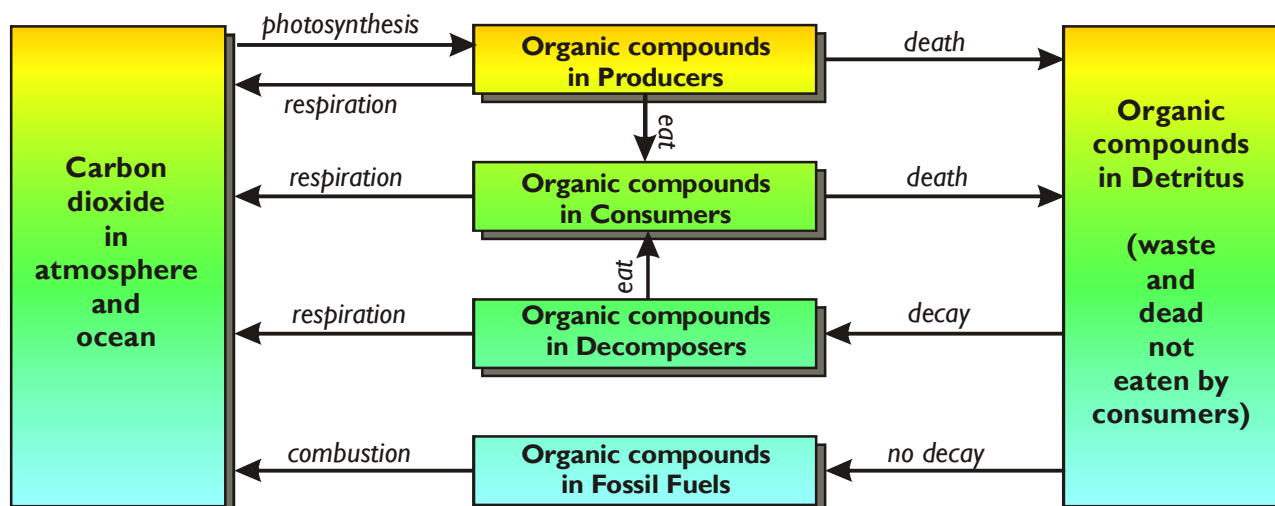 photosynthesis
respiration
Carbon
dioxide
in
atmosphere
and
ocean
Organic compounds
in Producers
death
eat
respiration
Organic compounds
in Consumers
death
eat
respiration
Organic compounds
in Decomposers
decay
combustion
Organic compounds
in Fossil Fuels
no decay
Organic
compounds
in Detritus
(waste
and
dead
not
eaten by
consumers)